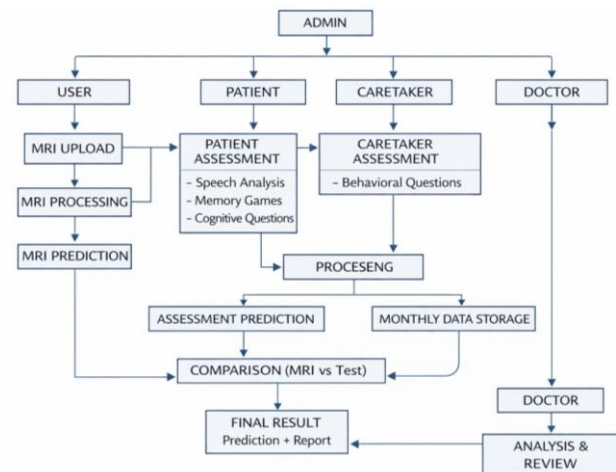 ADMIN
USER
PATIENT
CARETAKER
DOCTOR
MRI UPLOAD
PATIENT
ASSESSMENT
- Speech Analysis
- Memory Games
- Cognitive Questions
CARETAKER
ASSESSMENT
- Behavioral Questions
MRI PROCESSING
MRI PREDICTION
PROCESENG
ASSESSMENT PREDICTION
MONTHLY DATA STORAGE
COMPARISON (MRI vs Test)
DOCTOR
FINAL RESULT
Prediction + Report
ANALYSIS &
REVIEW